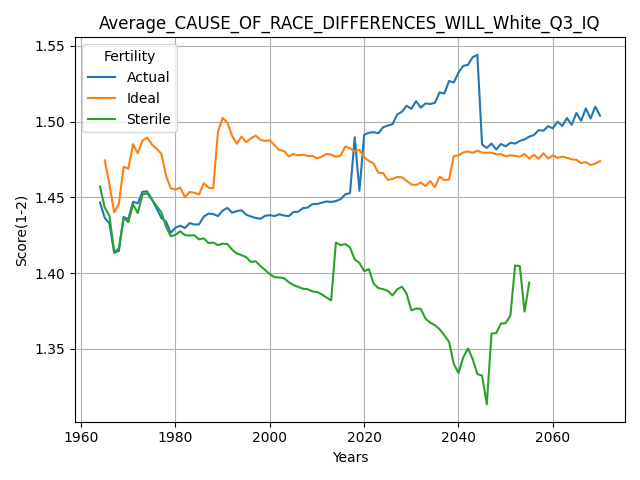 Average_CAUSE_OF_RACE_DIFFERENCES_WILL_White_Q3_IQ
Fertility
Actual
Ideal
Sterile
Score(1-2)
1.55
1.50
1.45
1.40
1.35
1960 1980 2000 2020 2040 2060
Years